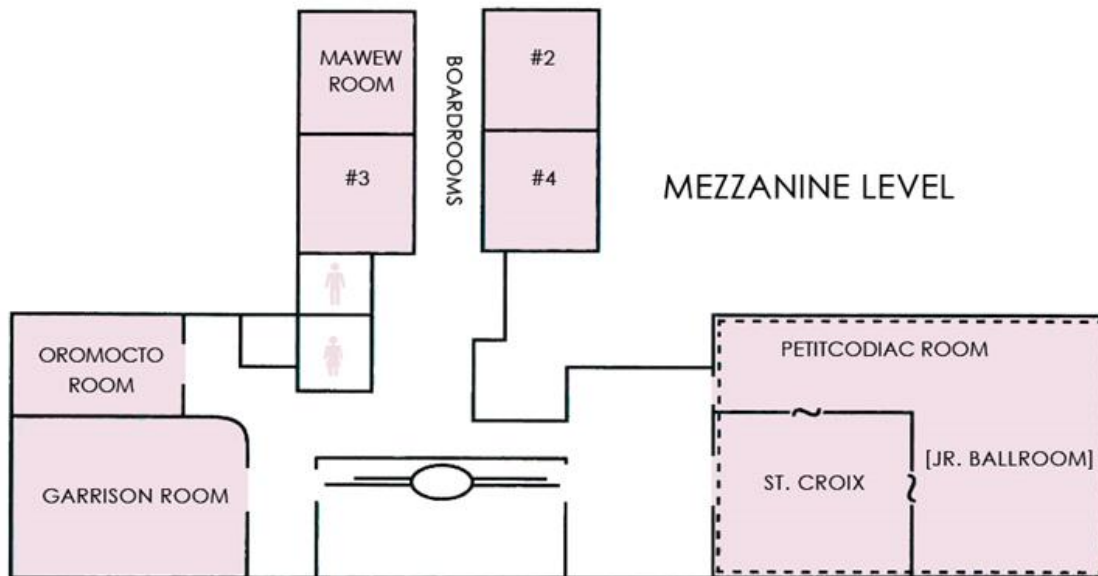 MAWEW
ROOM
BOARDROOMS
#2
#3
#4
MEZZANINE LEVEL
OROMOCTO
ROOM
PETITCODIAC ROOM
GARRISON ROOM
ST. CROIX
[JR. BALLROOM]